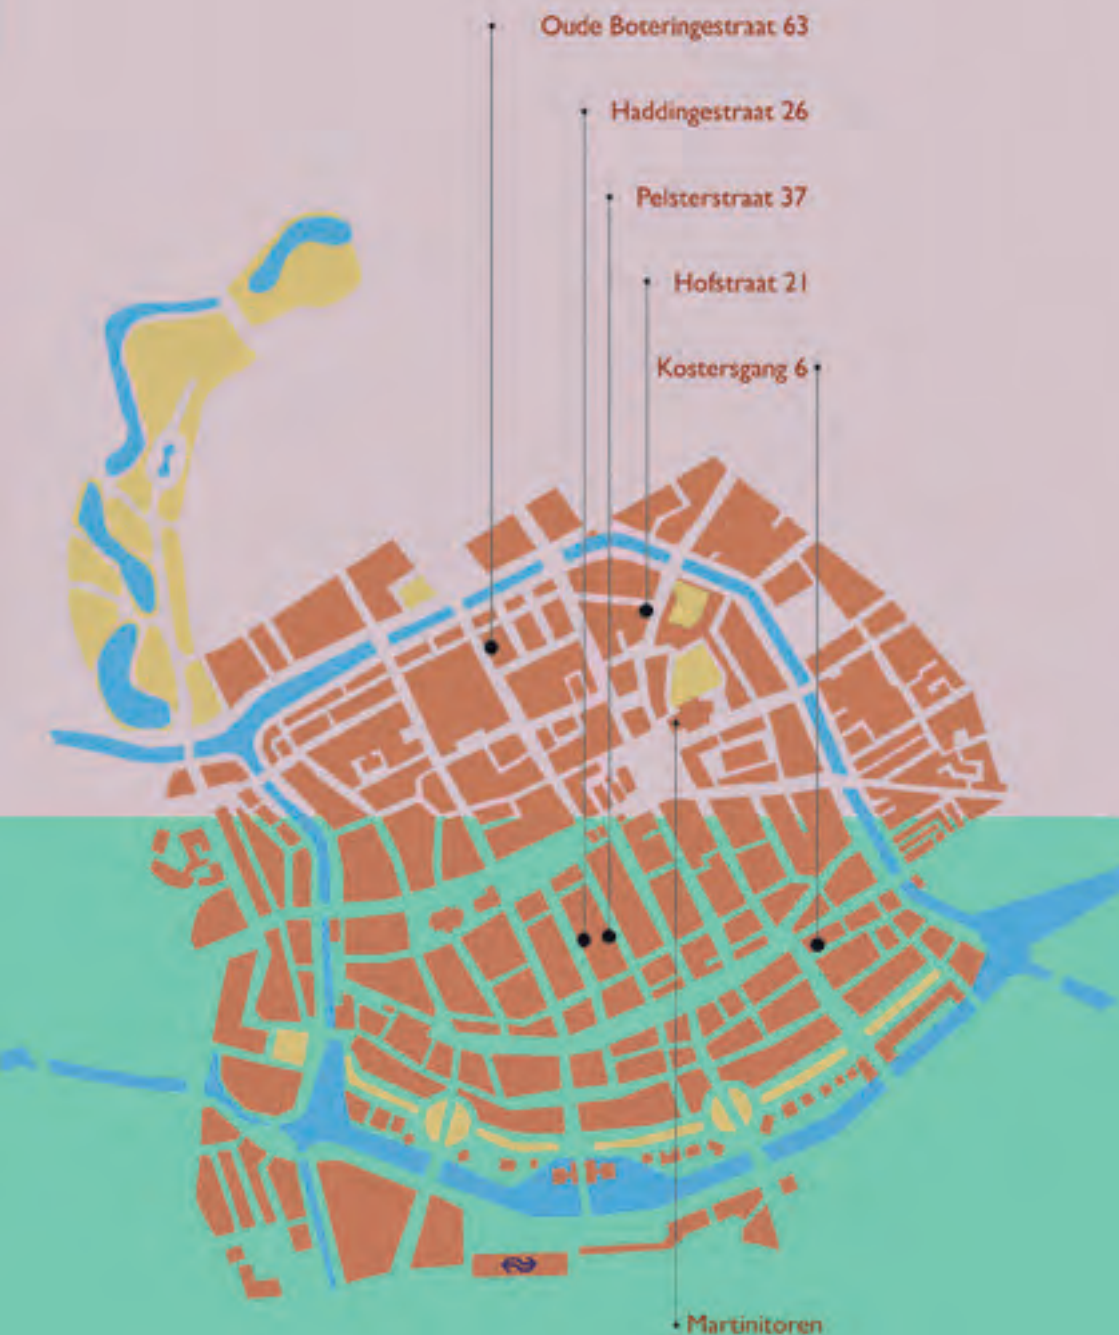 Oude Boteringestraat 63
Haddingestraat 26
Pelsterstraat 37
Hofstraat 21
Kostersgang 6
Martinitoren